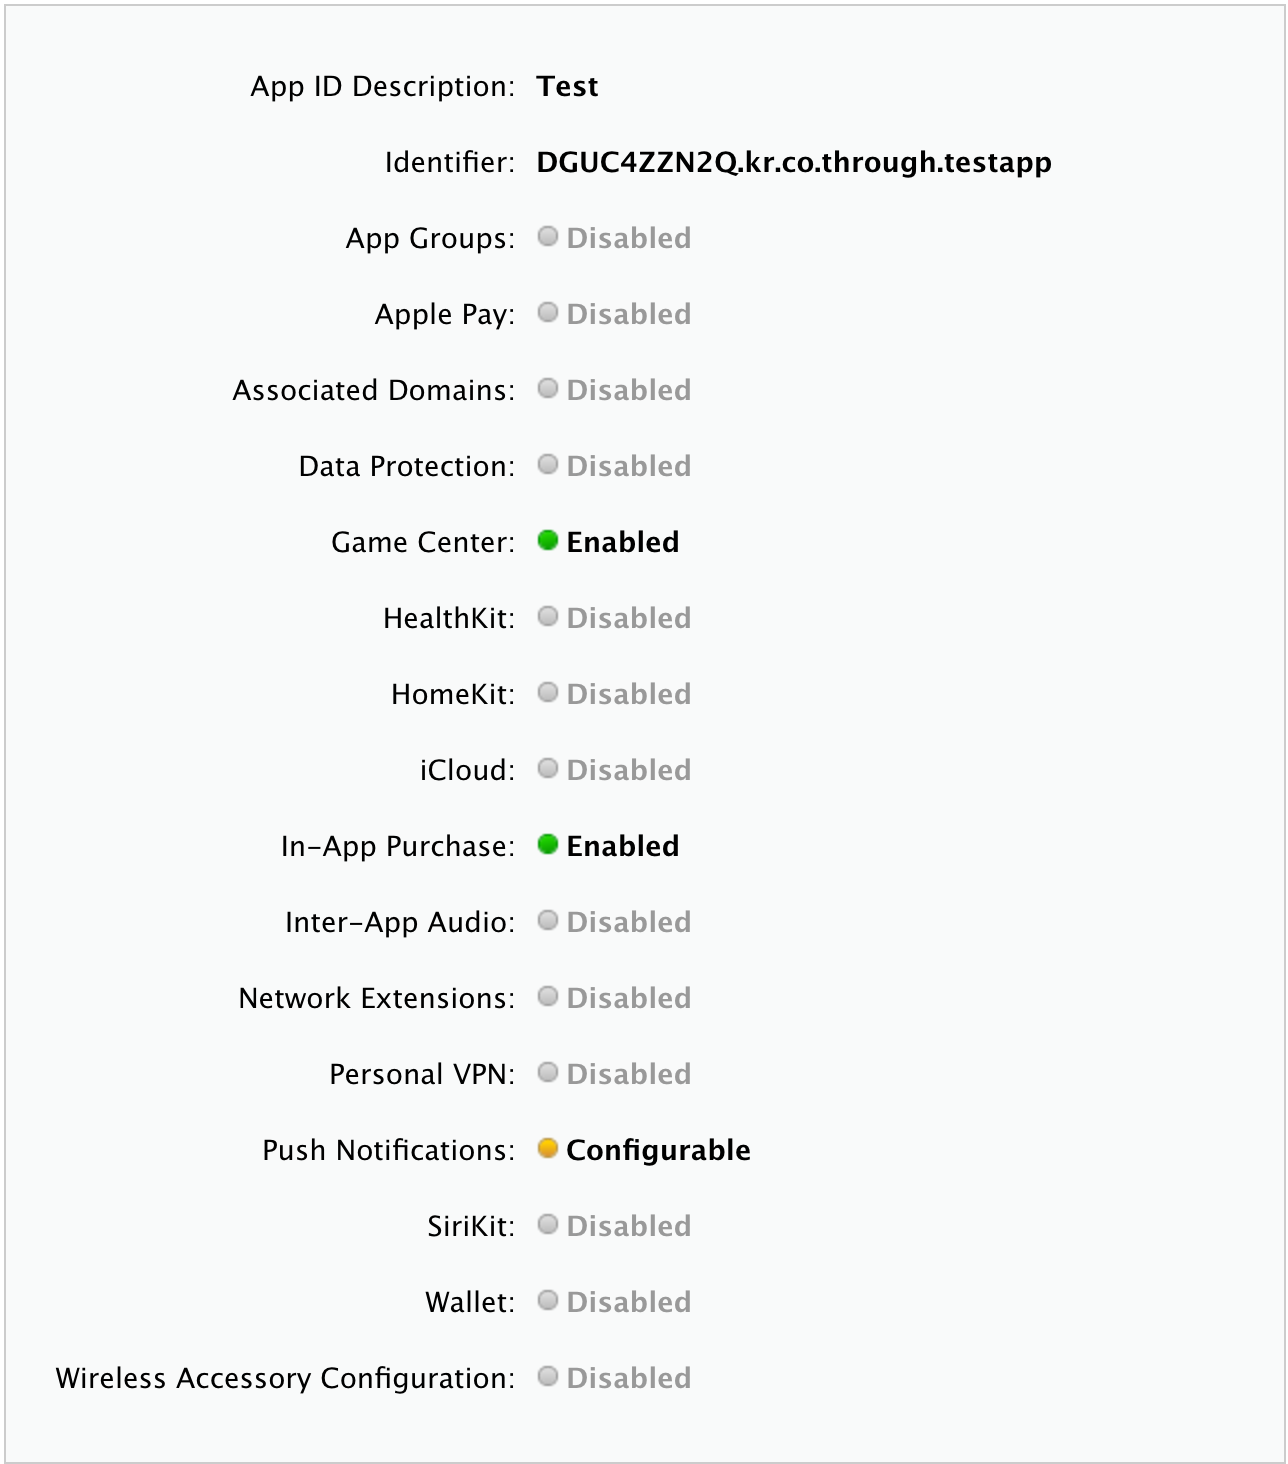 App ID Description: Test
Identifier: DGUC4ZZN2Q.kr.co.through.testapp
App Groups: Disabled
Apple Pay: Disabled
Associated Domains: Disabled
Data Protection: Disabled
Game Center: Enabled
HealthKit: Disabled
HomeKit: Disabled
iCloud: Disabled
In-App Purchase: Enabled
Inter-App Audio: Disabled
Network Extensions: Disabled
Personal VPN: Disabled
Push Notifications: Configurable
SiriKit: Disabled
Wallet: Disabled
Wireless Accessory Configuration: Disabled